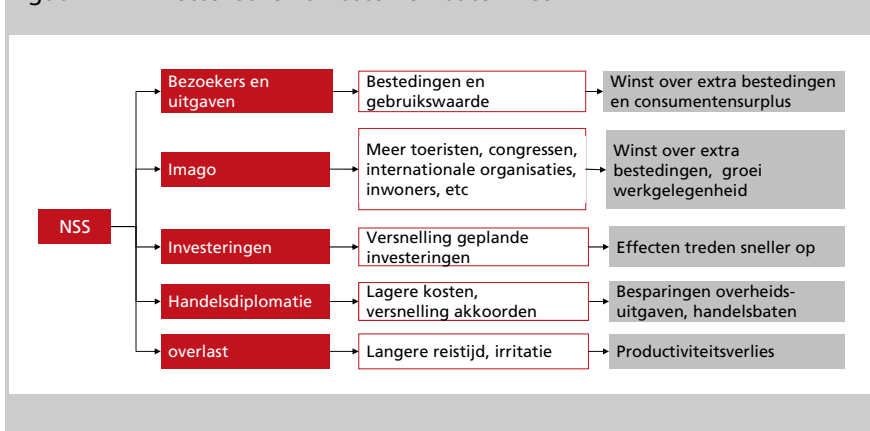 Bezoekers en
uitgaven
Bestedingen en
gebruikswaarde
Winst over extra bestedingen
en consumentensurplus
Imago
Meer toeristen, congressen,
internationale organisaties,
inwoners, etc
Winst over extra
bestedingen, groei
werkgelegenheid
NSS
Investeringen
Versnelling geplande
investeringen
Effecten treden sneller op
Handelsdiplomatie
Lagere kosten,
versnelling akkoorden
Besparingen overheids-
uitgaven, handelsbaten
overlast
Langere reistijd, irritatie
Productiviteitsverlies